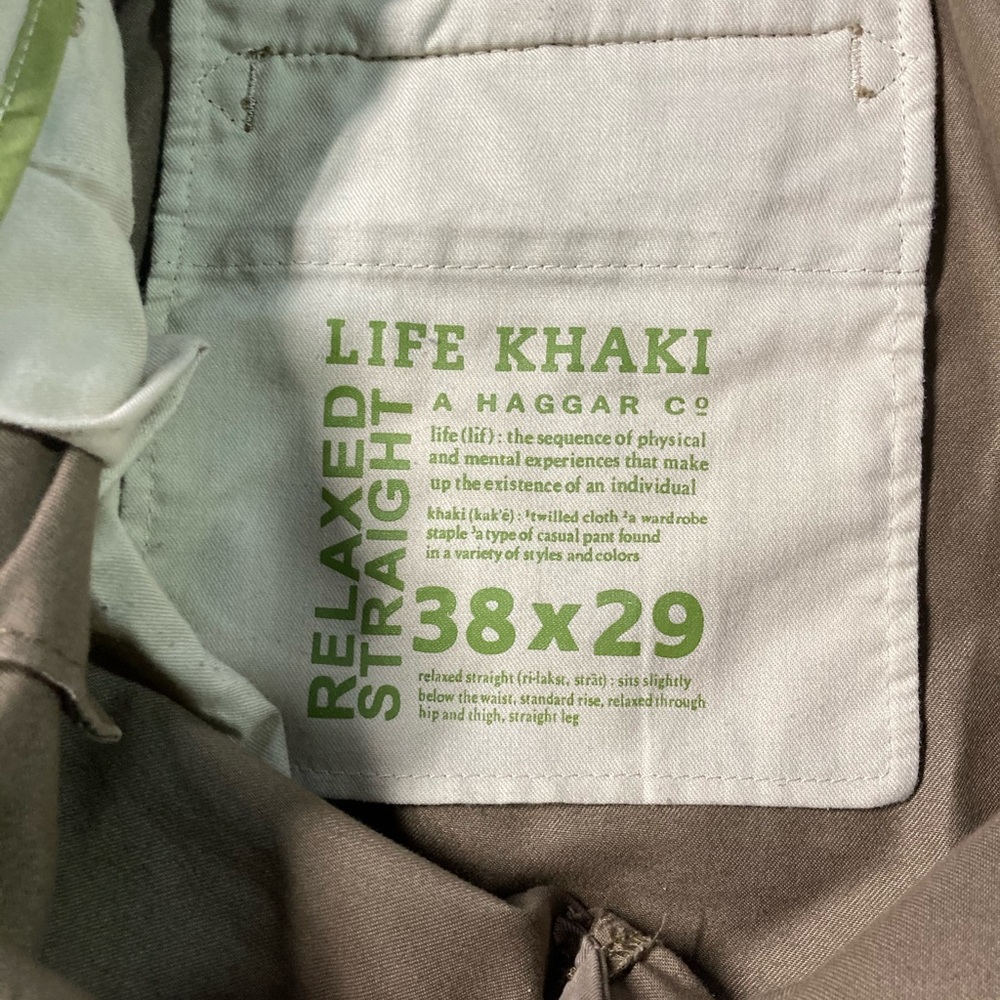 LIFE KHAKI
A HAGGAR Cº
RELAXED
STRAIGHT
life (līf) : the sequence of physical
and mental experiences that make
up the existence of an individual
khaki (kak'é) : ¹twilled cloth ²a wardrobe
staple ³a type of casual pant found
in a variety of styles and colors
38 x 29
relaxed straight (ri-lakst, strāt) : sits slightly
below the waist, standard rise, relaxed through
hip and thigh, straight leg